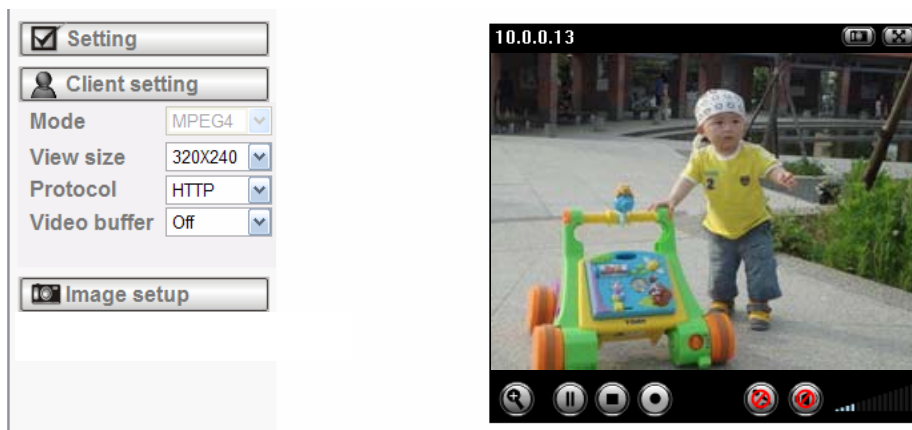 Setting
Client setting
Mode MPEG4
View size 320X240
Protocol HTTP
Video buffer Off
Image setup
10.0.0.13
2